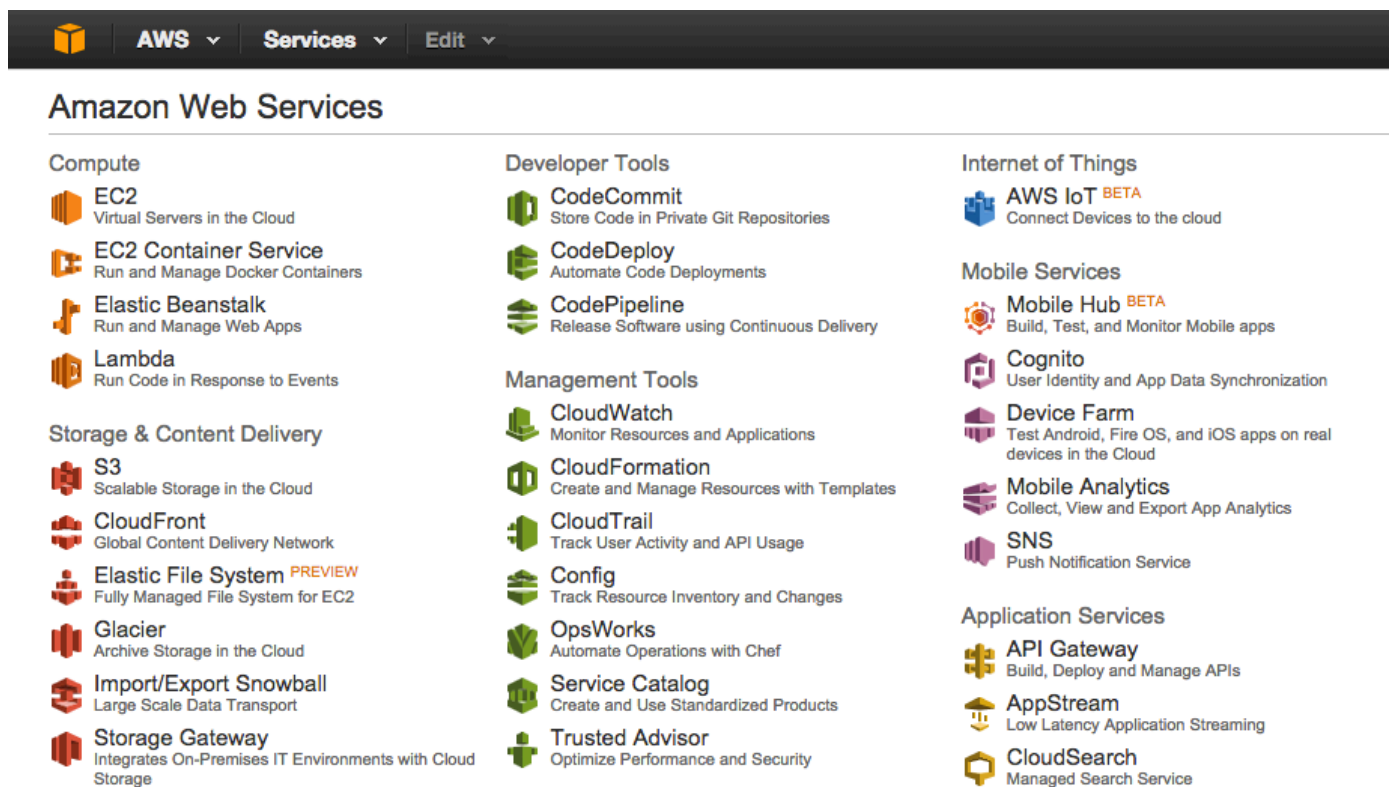 AWS Services Edit
Amazon Web Services
Compute
EC2
Virtual Servers in the Cloud
EC2 Container Service
Run and Manage Docker Containers
Elastic Beanstalk
Run and Manage Web Apps
Lambda
Run Code in Response to Events
Storage & Content Delivery
S3
Scalable Storage in the Cloud
CloudFront
Global Content Delivery Network
Elastic File System PREVIEW
Fully Managed File System for EC2
Glacier
Archive Storage in the Cloud
Import/Export Snowball
Large Scale Data Transport
Storage Gateway
Integrates On-Premises IT Environments with Cloud
Storage
Developer Tools
CodeCommit
Store Code in Private Git Repositories
CodeDeploy
Automate Code Deployments
CodePipeline
Release Software using Continuous Delivery
Management Tools
CloudWatch
Monitor Resources and Applications
CloudFormation
Create and Manage Resources with Templates
CloudTrail
Track User Activity and API Usage
Config
Track Resource Inventory and Changes
OpsWorks
Automate Operations with Chef
Service Catalog
Create and Use Standardized Products
Trusted Advisor
Optimize Performance and Security
Internet of Things
AWS IoT BETA
Connect Devices to the cloud
Mobile Services
Mobile Hub BETA
Build, Test, and Monitor Mobile apps
Cognito
User Identity and App Data Synchronization
Device Farm
Test Android, Fire OS, and iOS apps on real
devices in the Cloud
Mobile Analytics
Collect, View and Export App Analytics
SNS
Push Notification Service
Application Services
API Gateway
Build, Deploy and Manage APIs
AppStream
Low Latency Application Streaming
CloudSearch
Managed Search Service